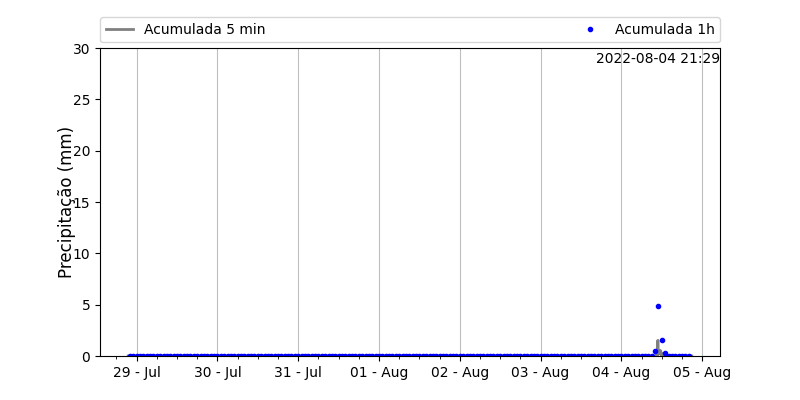 Acumulada 5 min
Acumulada 1h
2022-08-04 21:29
Precipitação (mm)
30
25
20
15
10
5
0
29 - Jul
30 - Jul
31 - Jul
01 - Aug
02 - Aug
03 - Aug
04 - Aug
05 - Aug